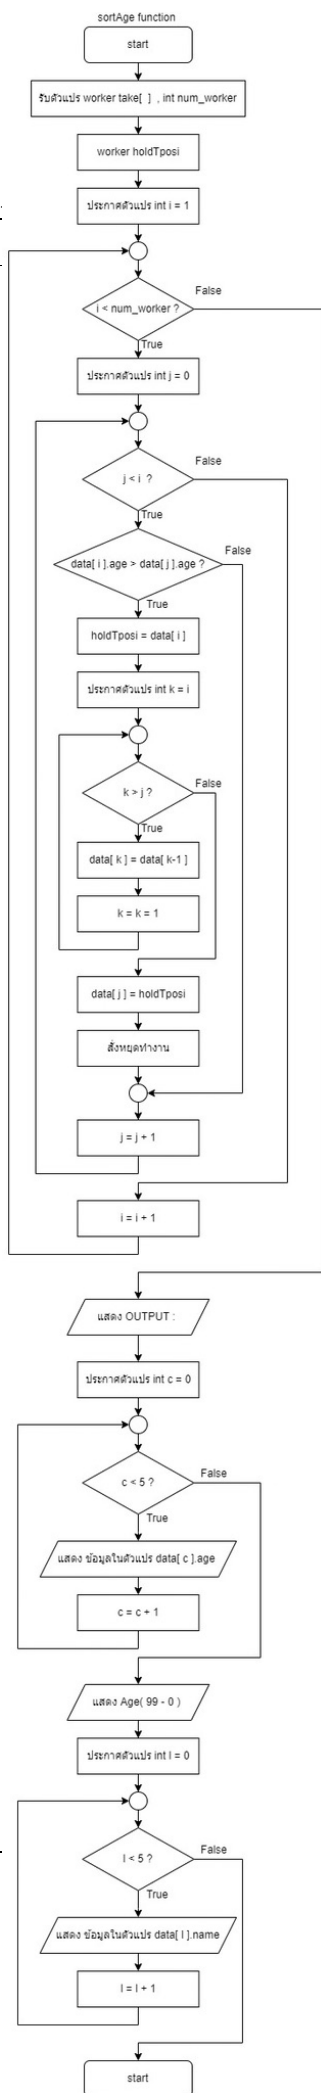 sortAge function
start
รับตัวแปร worker take[ ] , int num_worker
worker holdTposi
ประกาศตัวแปร int i = 1
i < num_worker ?
False
True
ประกาศตัวแปร int j = 0
j < i ?
False
True
data[ i ].age > data[ j ].age ?
False
True
holdTposi = data[ i ]
ประกาศตัวแปร int k = i
k > j ?
False
True
data[ k ] = data[ k-1 ]
k = k = 1
data[ j ] = holdTposi
สั่งหยุดทำงาน
j = j + 1
i = i + 1
แสดง OUTPUT :
ประกาศตัวแปร int c = 0
c < 5 ?
False
True
แสดง ข้อมูลในตัวแปร data[ c ].age
c = c + 1
แสดง Age( 99 - 0 )
ประกาศตัวแปร int l = 0
l < 5 ?
False
True
แสดง ข้อมูลในตัวแปร data[ l ].name
l = l + 1
start